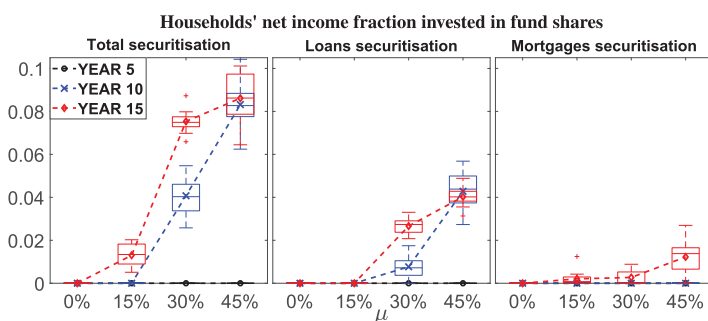 Households' net income fraction invested in fund shares
Total securitisation
Loans securitisation
Mortgages securitisation
0.1
0.08
0.06
0.04
0.02
0
YEAR 5
YEAR 10
YEAR 15
0% 15% 30% 45%
0% 15% 30% 45%
0% 15% 30% 45%
μ